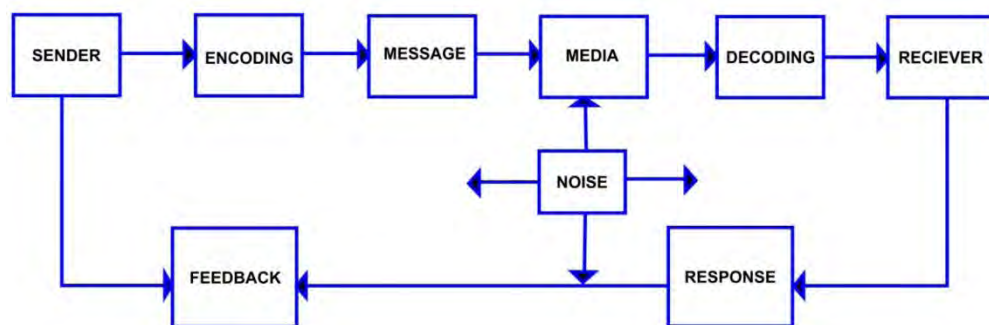 SENDER
ENCODING
MESSAGE
MEDIA
DECODING
RECIEVER
NOISE
FEEDBACK
RESPONSE